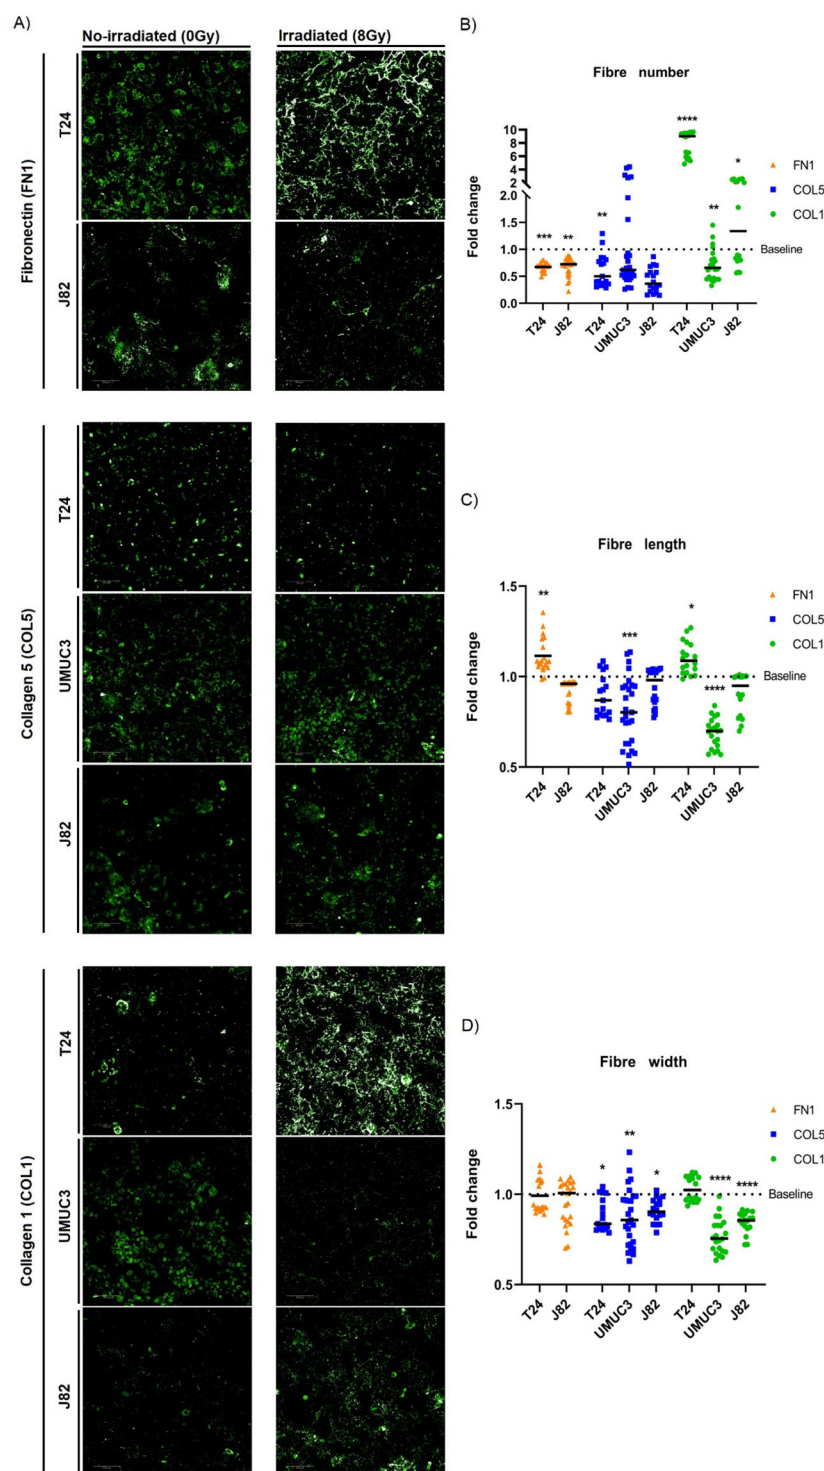 A)
No-irradiated (0Gy)
Irradiated (8Gy)
Fibronectin (FN1)
T24
J82
Collagen 5 (COL5)
T24
UMUC3
J82
Collagen 1 (COL1)
T24
UMUC3
J82
B)
Fibre number
Fold change
10
8
6
4
2
2.0
1.5
1.0
0.5
0.0
***
**
**
****
**
*
Baseline
FN1
COL5
COL1
T24
J82
T24
UMUC3
J82
T24
UMUC3
J82
C)
Fibre length
Fold change
1.5
1.0
0.5
**
***
*
****
Baseline
FN1
COL5
COL1
T24
J82
T24
UMUC3
J82
T24
UMUC3
J82
D)
Fibre width
Fold change
1.5
1.0
0.5
*
**
*
****
****
Baseline
FN1
COL5
COL1
T24
J82
T24
UMUC3
J82
T24
UMUC3
J82